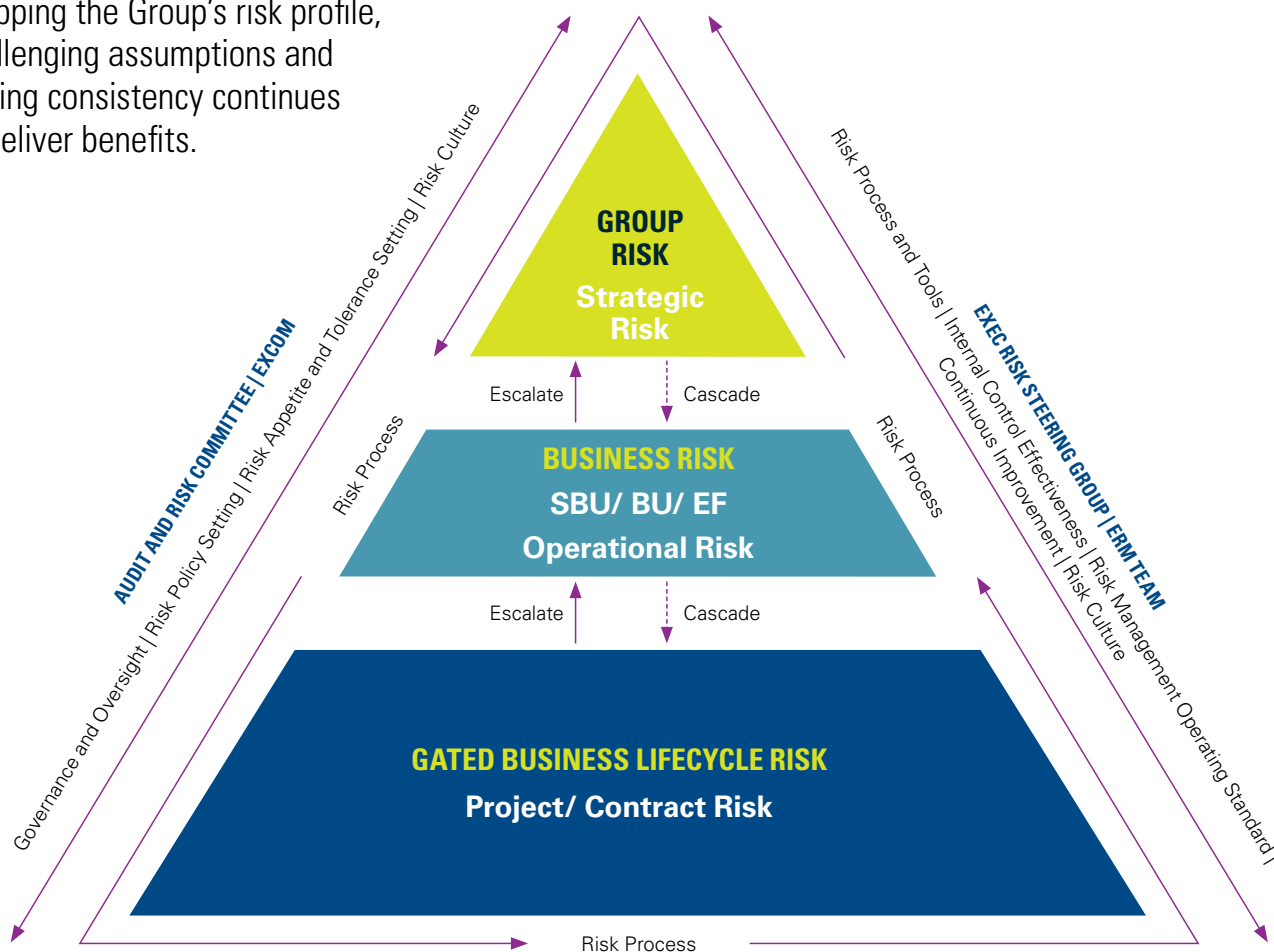 the Group's risk profile,
assumptions and
consistency continues
deliver benefits.
GROUP
RISK
Strategic
Risk
Escalate
Cascade
Risk Process
Risk Process
BUSINESS RISK
SBU/ BU/ EF
Operational Risk
Escalate
Cascade
GATED BUSINESS LIFECYCLE RISK
Project/ Contract Risk
Risk Process
AUDIT AND RISK COMMITTEE | EXCOM
Governance and Oversight | Risk Policy Setting | Risk Appetite and Tolerance Setting | Risk Culture
EXEC RISK STEERING GROUP | ERM TEAM
Risk Process and Tools | Internal Control Effectiveness | Risk Management Operating Standard |
Continuous Improvement | Risk Culture